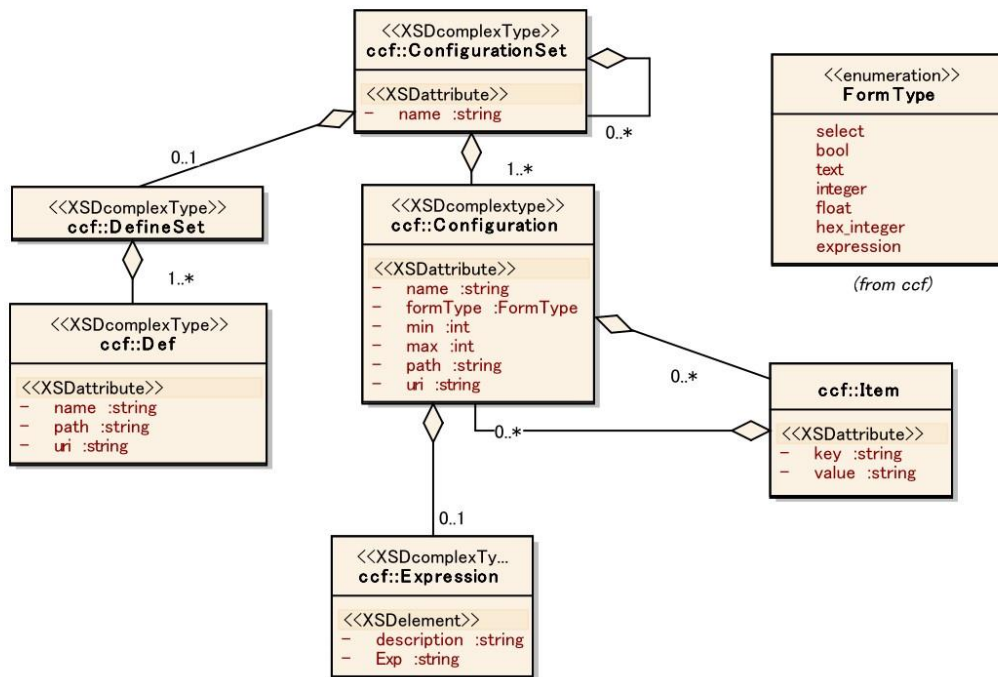 <<XSDcomplexType>>
ccf::ConfigurationSet
<<XSDattribute>>
- name :string
0..*
0..1
1..*
<<enumeration>>
FormType
select
bool
text
integer
float
hex_integer
expression
(from ccf)
<<XSDcomplexType>>
ccf::DefineSet
1..*
<<XSDcomplextype>>
ccf::Configuration
<<XSDattribute>>
- name :string
- formType :FormType
- min :int
- max :int
- path :string
- uri :string
<<XSDcomplexType>>
ccf::Def
<<XSDattribute>>
- name :string
- path :string
- uri :string
0..*
0..*
ccf::Item
<<XSDattribute>>
- key :string
- value :string
0..1
<<XSDcomplexTy...
ccf::Expression
<<XSDelement>>
- description :string
- Exp :string